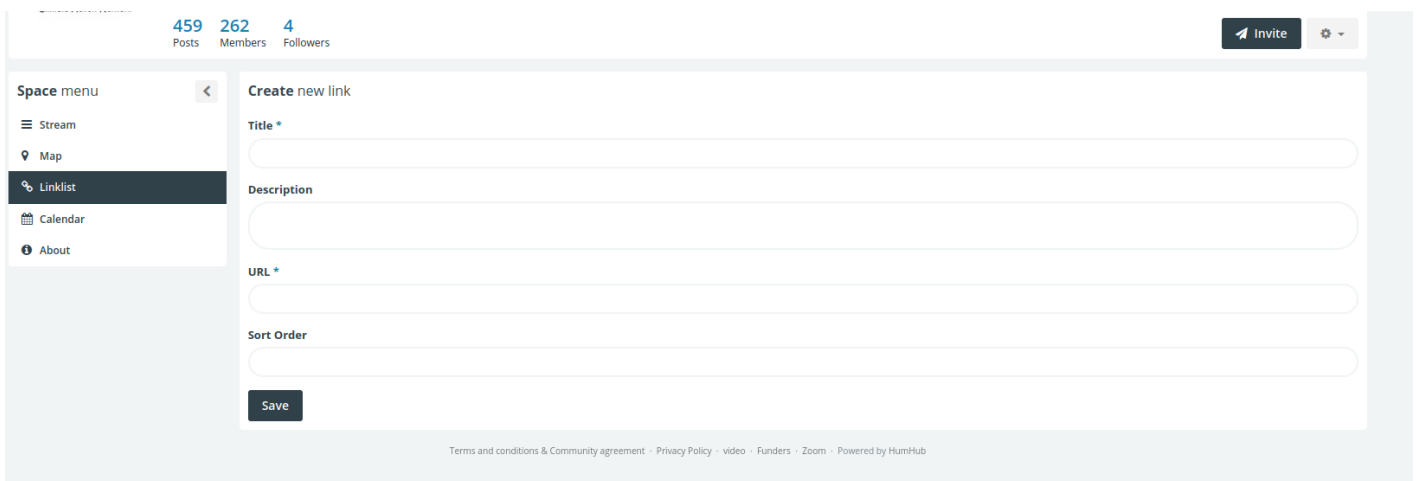 459 262 4
Posts Members Followers
Invite
Space menu
Stream
Map
Linklist
Calendar
About
Create new link
Title *
Description
URL *
Sort Order
Save
Terms and conditions & Community agreement · Privacy Policy · video · Funders · Zoom · Powered by HumHub